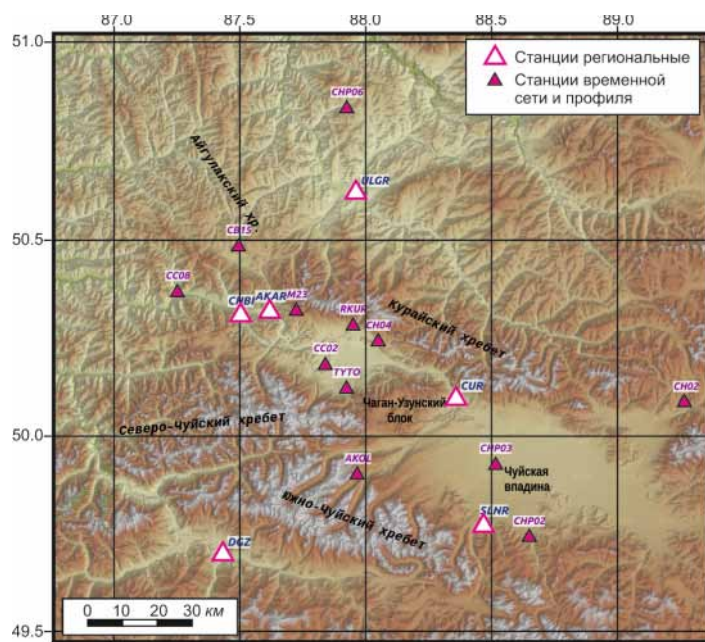 87.0 87.5 88.0 88.5 89.0
51.0
Станции региональные
Станции временной
сети и профиля
CHP06
Айгулакский хр.
ULGR
50.5
CB15
CC08
CHBL AKAR M23
RKUR
CH04
Курайский хребет
CC02
TYTO
CUR
CH02
Чаган-Узунский
блок
Северо-Чуйский хребет
50.0
CHP03
AKOL
Чуйская
впадина
Южно-Чуйский хребет
SLNR
CHP02
DGZ
0 10 20 30 км
49.5